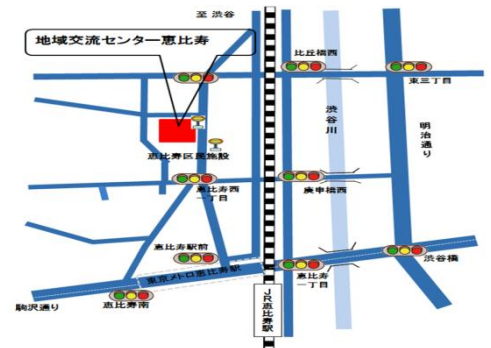 至 渋谷
地域交流センター恵比寿
比丘橋西
東三丁目
渋谷川
明治通り
恵比寿区民施設
恵比寿西
一丁目
庚申橋西
恵比寿駅前
渋谷橋
東京メトロ恵比寿駅
恵比寿
一丁目
JR恵比寿駅
駒沢通り
恵比寿南